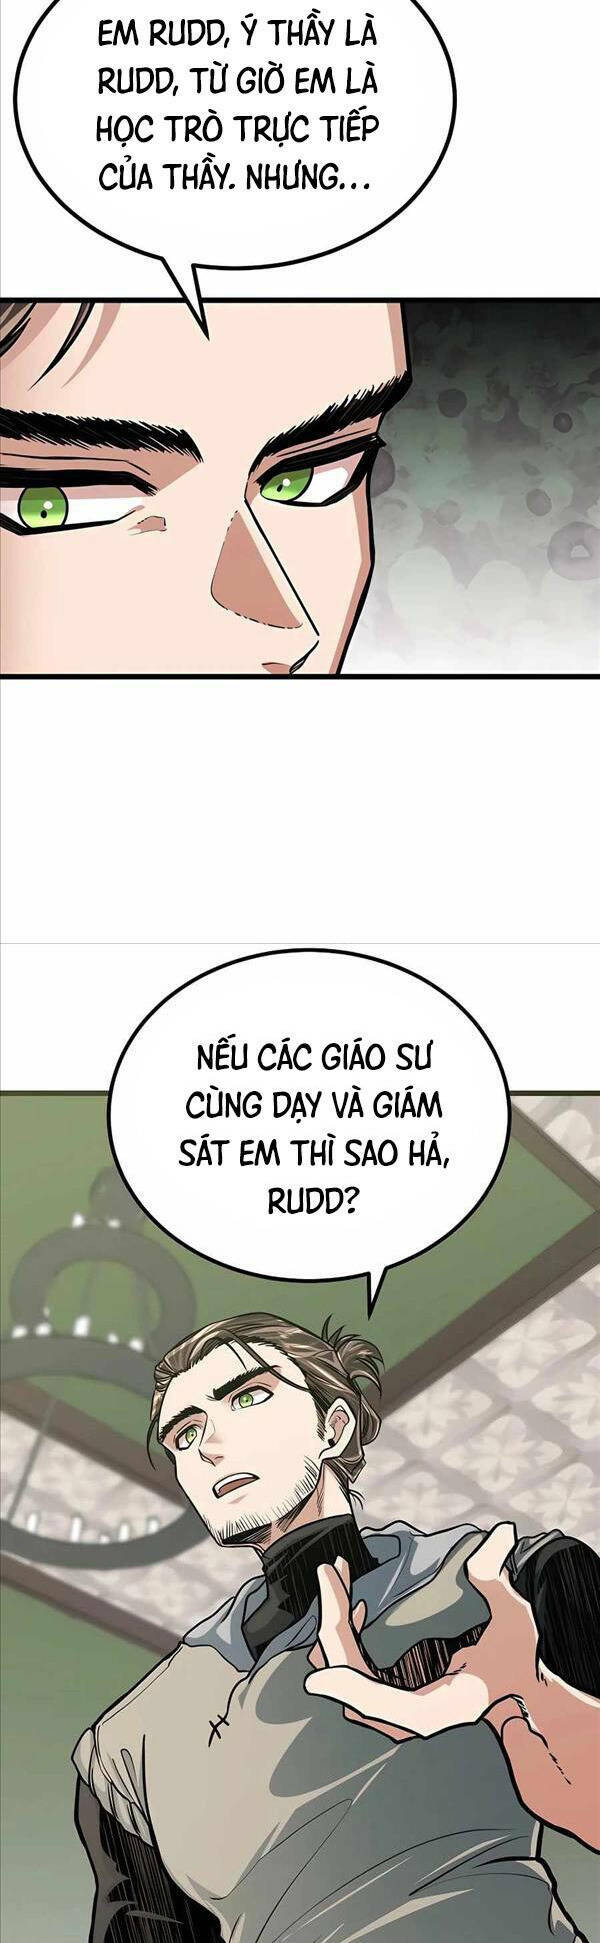 EM RUDD, Ý THẦY LÀ
RUDD, TỪ GIỜ EM LÀ
HỌC TRÒ TRỰC TIẾP
CỦA THẦY. NHƯNG...
NẾU CÁC GIÁO SƯ
CÙNG DẠY VÀ GIÁM
SÁT EM THÌ SAO HẢ,
RUDD?